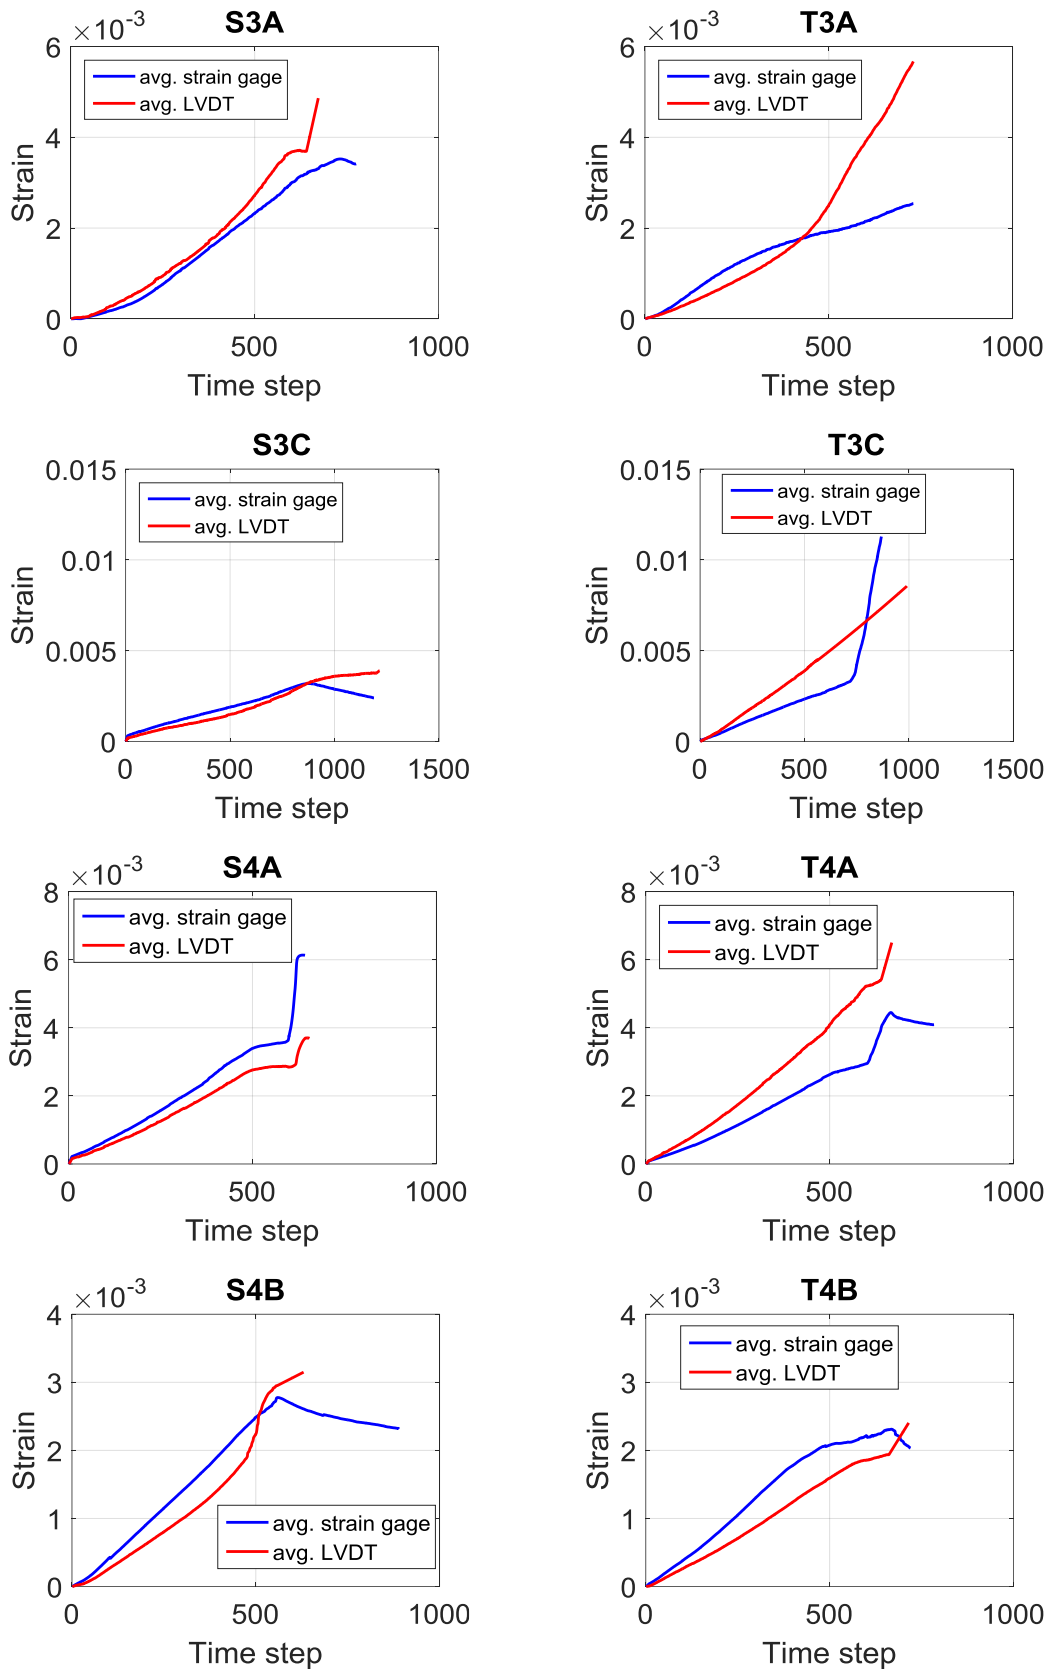 S3A
×10-3
avg. strain gage
avg. LVDT
6
4
2
0
0 500 1000
Strain
Time step
T3A
×10-3
avg. strain gage
avg. LVDT
6
4
2
0
0 500 1000
Strain
Time step
S3C
avg. strain gage
avg. LVDT
0.015
0.01
0.005
0
0 500 1000 1500
Strain
Time step
T3C
avg. strain gage
avg. LVDT
0.015
0.01
0.005
0
0 500 1000 1500
Strain
Time step
S4A
×10-3
avg. strain gage
avg. LVDT
8
6
4
2
0
0 500 1000
Strain
Time step
T4A
×10-3
avg. strain gage
avg. LVDT
8
6
4
2
0
0 500 1000
Strain
Time step
S4B
×10-3
4
3
2
1
0
avg. strain gage
avg. LVDT
0 500 1000
Strain
Time step
T4B
×10-3
avg. strain gage
avg. LVDT
4
3
2
1
0
0 500 1000
Strain
Time step